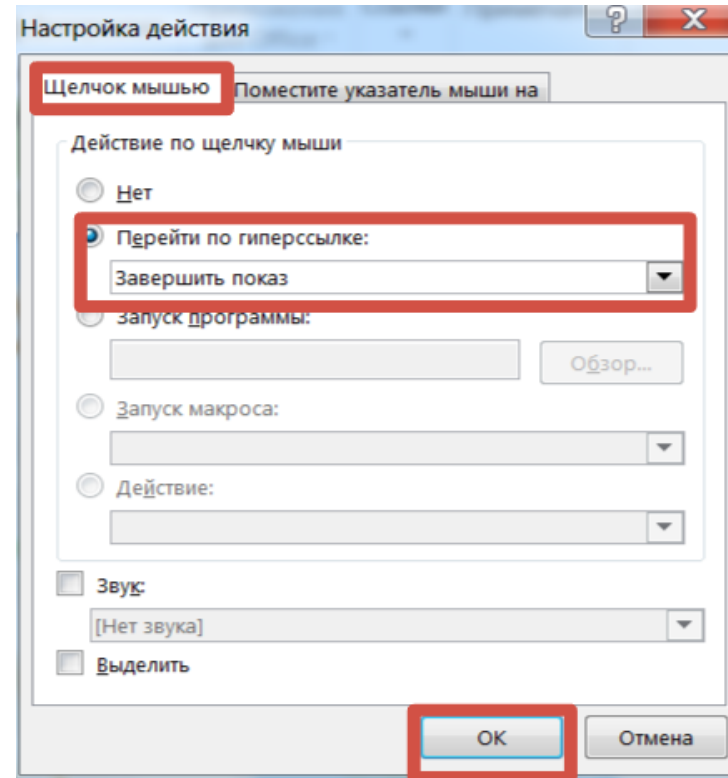 Настройка действия
Щелчок мышью
Поместите указатель мыши на
Действие по щелчку мыши
Нет
Перейти по гиперссылке:
Завершить показ
Запуск программы:
Обзор...
Запуск макроса:
Действие:
Звук:
[Нет звука]
Выделить
ОК
Отмена